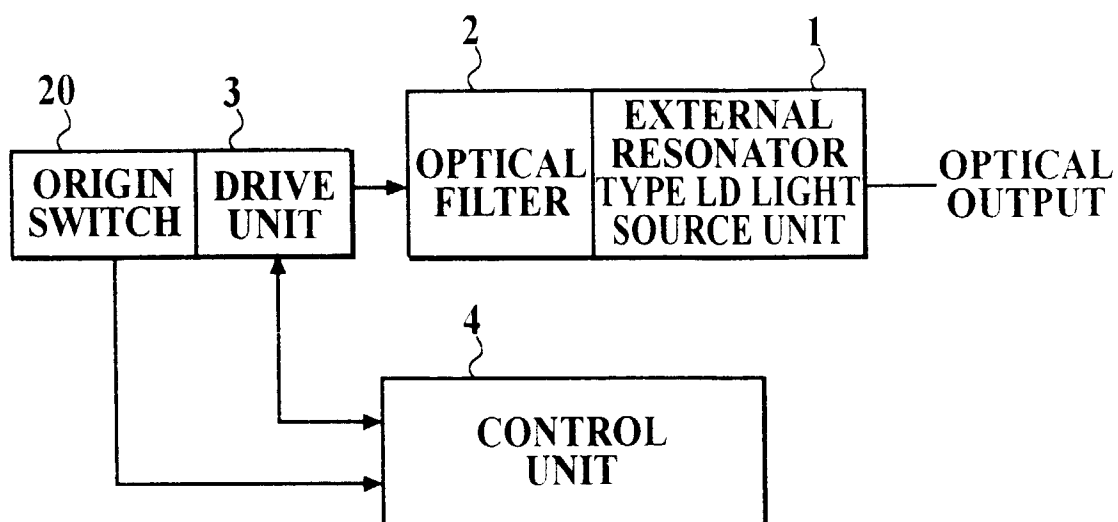 2
1
20
3
EXTERNAL
RESONATOR
TYPE LD LIGHT
SOURCE UNIT
OPTICAL
FILTER
ORIGIN
SWITCH
DRIVE
UNIT
OPTICAL
OUTPUT
4
CONTROL
UNIT